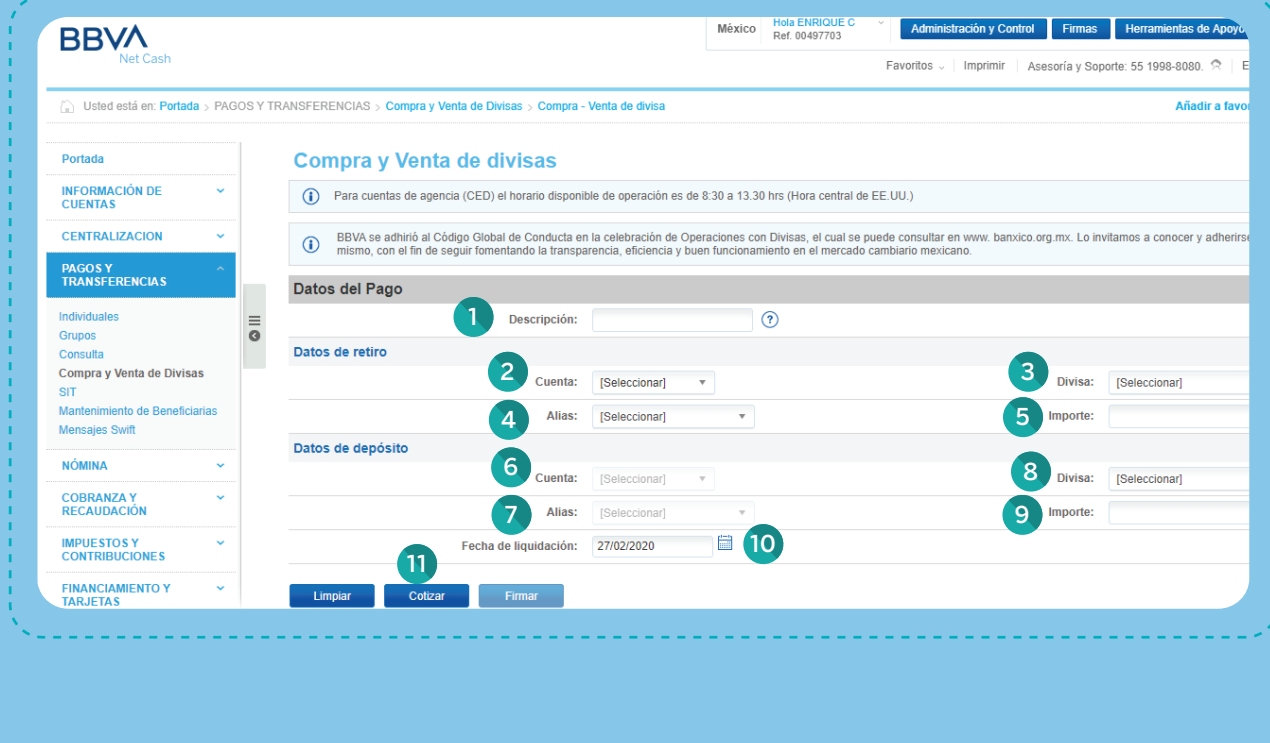 BBVA
Net Cash
México
Hola ENRIQUE C
Ref. 00497703
Administración y Control
Firmas
Herramientas de Apoyo
Favoritos
Imprimir
Asesoría y Soporte: 55 1998-8080.
E
Usted está en: Portada > PAGOS Y TRANSFERENCIAS > Compra y Venta de Divisas > Compra - Venta de divisa
Añadir a favor
Portada
INFORMACIÓN DE
CUENTAS
CENTRALIZACION
PAGOS Y
TRANSFERENCIAS
Individuales
Grupos
Consulta
Compra y Venta de Divisas
SIT
Mantenimiento de Beneficiarias
Mensajes Swift
NÓMINA
COBRANZA Y
RECAUDACIÓN
IMPUESTOS Y
CONTRIBUCIONES
FINANCIAMIENTO Y
TARJETAS
Compra y Venta de divisas
Para cuentas de agencia (CED) el horario disponible de operación es de 8:30 a 13.30 hrs (Hora central de EE.UU.)
BBVA se adhirió al Código Global de Conducta en la celebración de Operaciones con Divisas, el cual se puede consultar en www. banxico.org.mx. Lo invitamos a conocer y adherirse
mismo, con el fin de seguir fomentando la transparencia, eficiencia y buen funcionamiento en el mercado cambiario mexicano.
Datos del Pago
1 Descripción: ?
Datos de retiro
2 Cuenta: [Seleccionar] 3 Divisa: [Seleccionar]
4 Alias: [Seleccionar] 5 Importe:
Datos de depósito
6 Cuenta: [Seleccionar] 8 Divisa: [Seleccionar]
7 Alias: [Seleccionar] 9 Importe:
Fecha de liquidación: 27/02/2020 10
11
Limpiar Cotizar Firmar